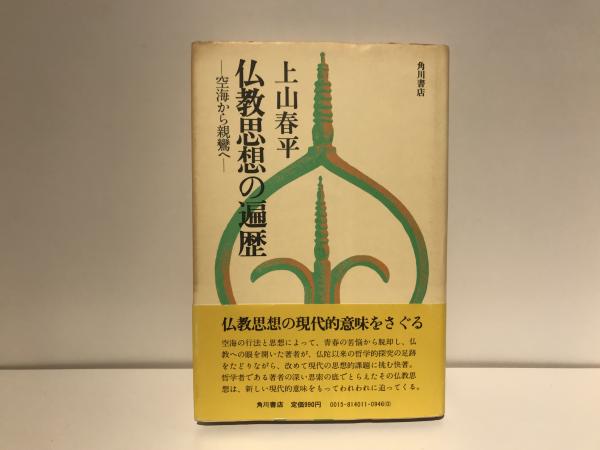 角川書店
上山春平
仏教思想の遍歴
―空海から親鸞へ―
仏教思想の現代的意味をさぐる
空海の行法と思想によって、青春の苦悩から脱却し、仏
教への眼を開いた著者が、仏陀以来の哲学的探究の足跡
をたどりながら、改めて現代の思想的課題に挑む快著。
哲学者である著者の深い思索の底でとらえたその仏教思
想は、新しい現代的意味をもってわれわれに迫ってくる。
角川書店 定価990円 0015-814011-0946(0)